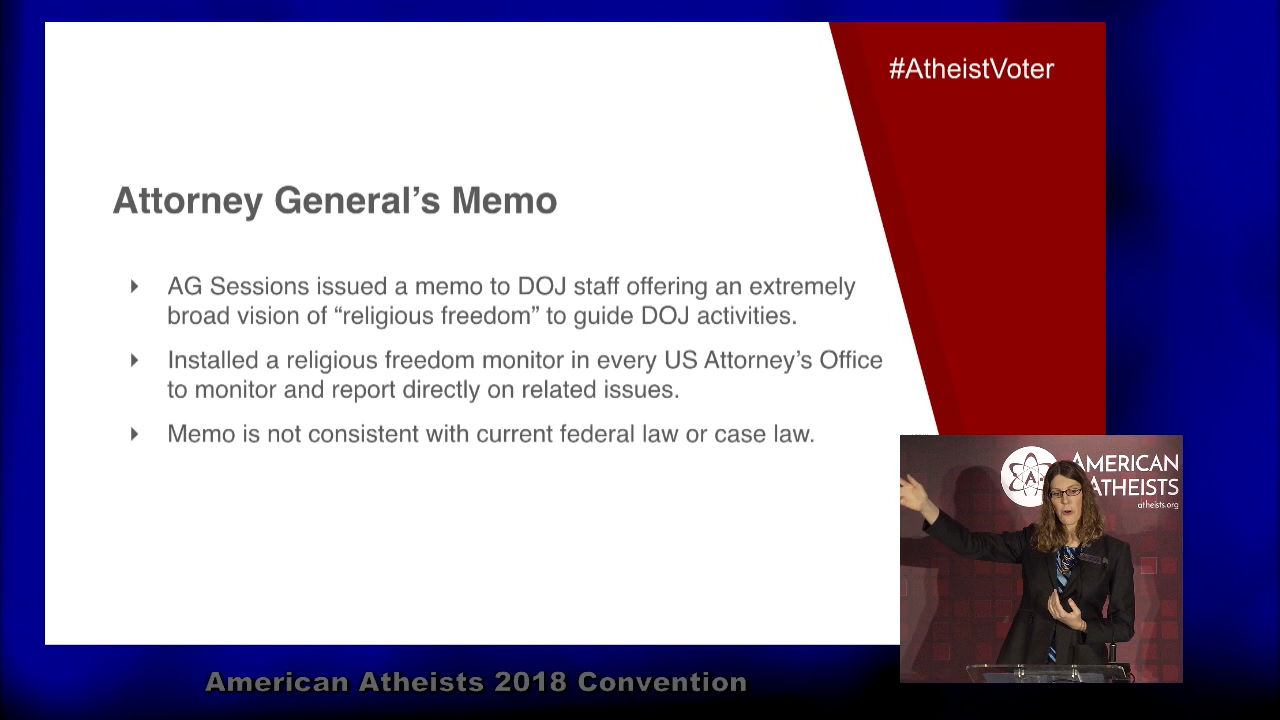 #AtheistVoter
Attorney General’s Memo
AG Sessions issued a memo to DOJ staff offering an extremely
broad vision of “religious freedom” to guide DOJ activities.
Installed a religious freedom monitor in every US Attorney’s Office
to monitor and report directly on related issues.
Memo is not consistent with current federal law or case law.
AMERICAN
ATHEISTS
atheists.org
American Atheists 2018 Convention